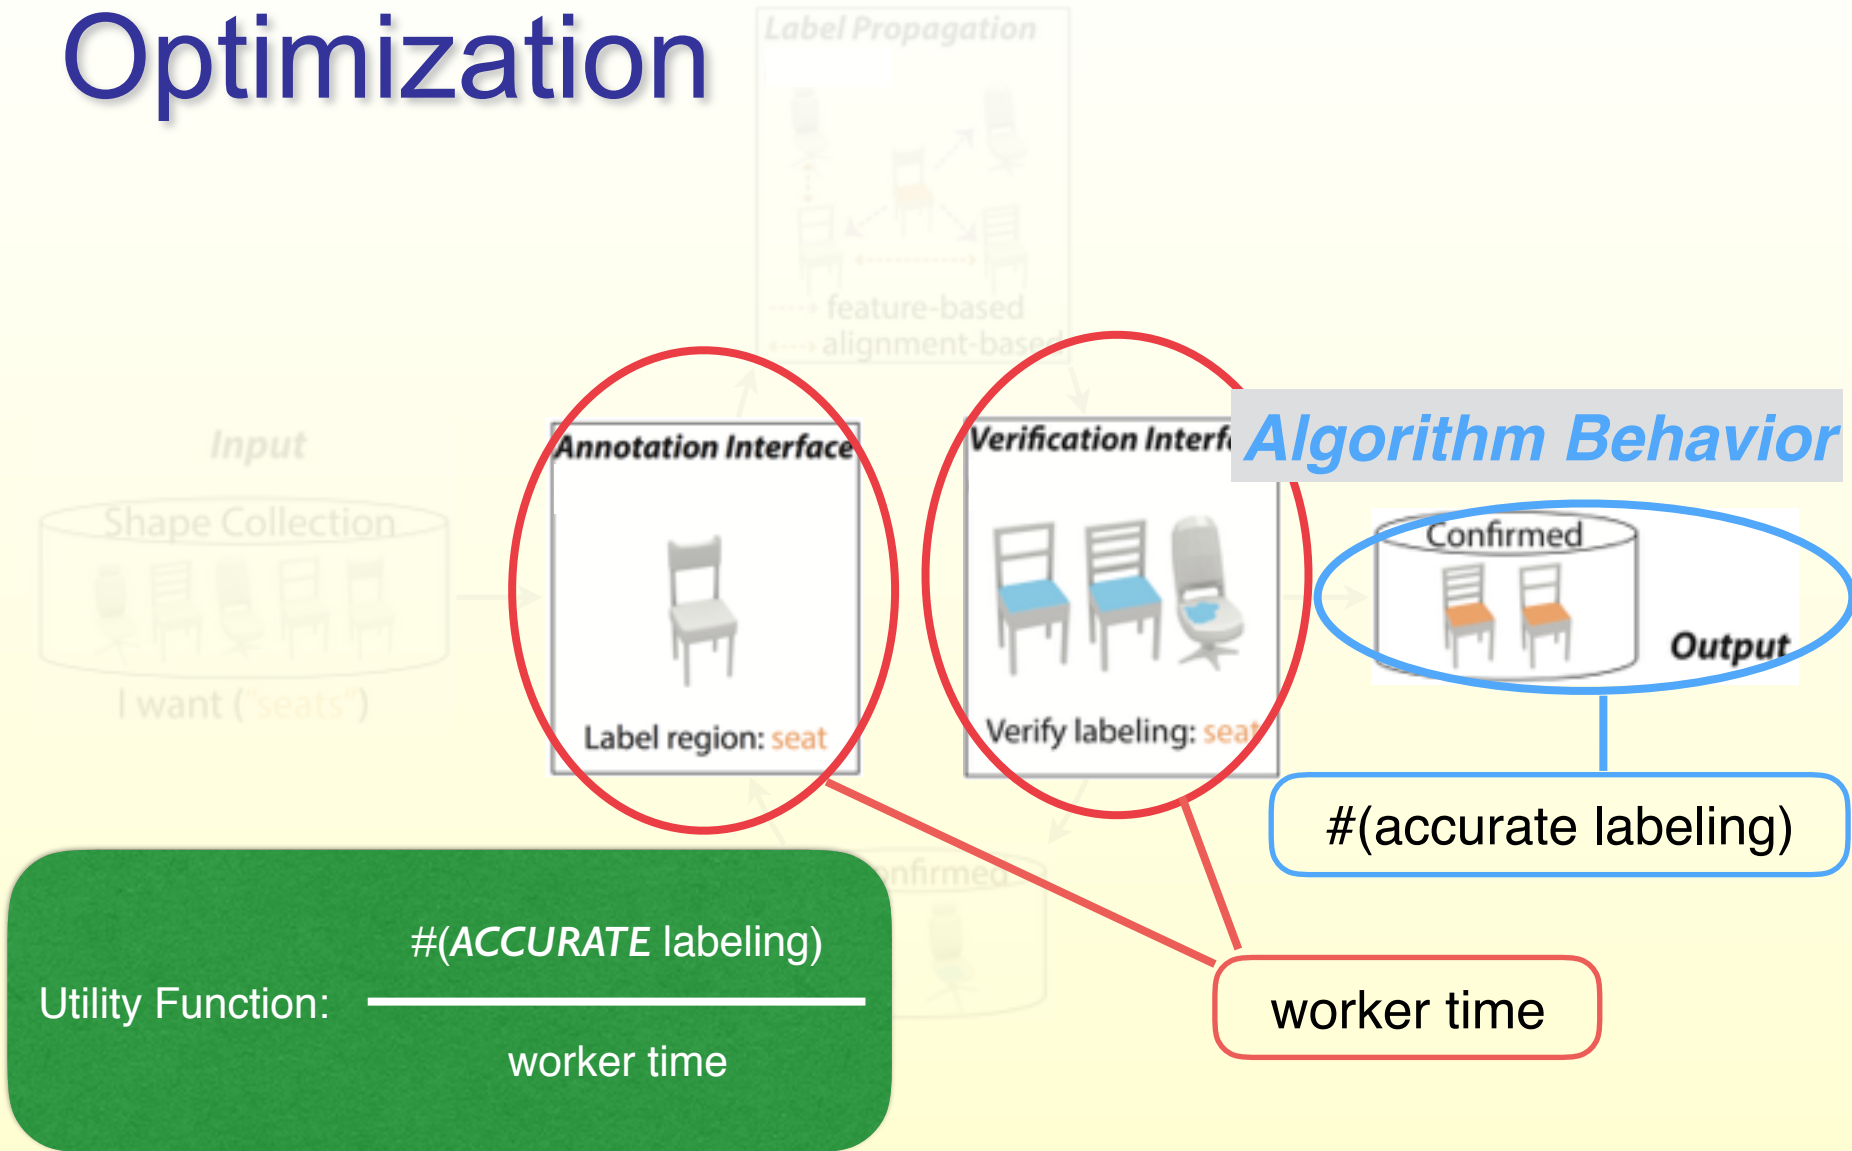 Optimization
Label Propagation
feature-based
alignment-based
Input
Shape Collection
I want ("seats")
Annotation Interface
Label region: seat
Verification Interf
Verify labeling: seat
Algorithm Behavior
Confirmed
Output
#(accurate labeling)
nfirmed
worker time
Utility Function:
#(ACCURATE labeling)
worker time